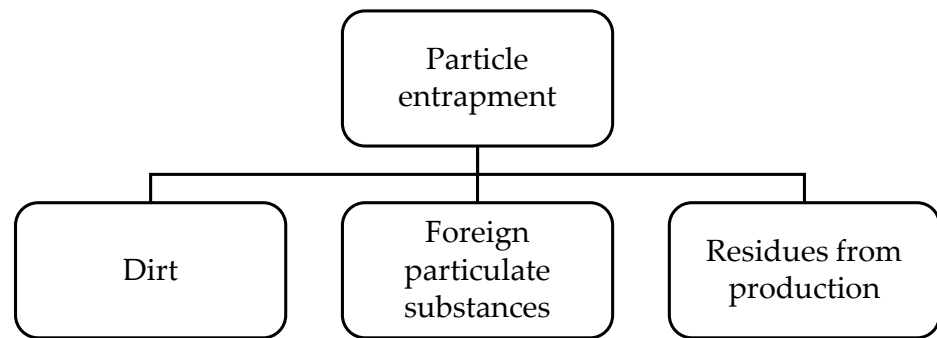 Particle
entrapment
Dirt
Foreign
particulate
substances
Residues from
production